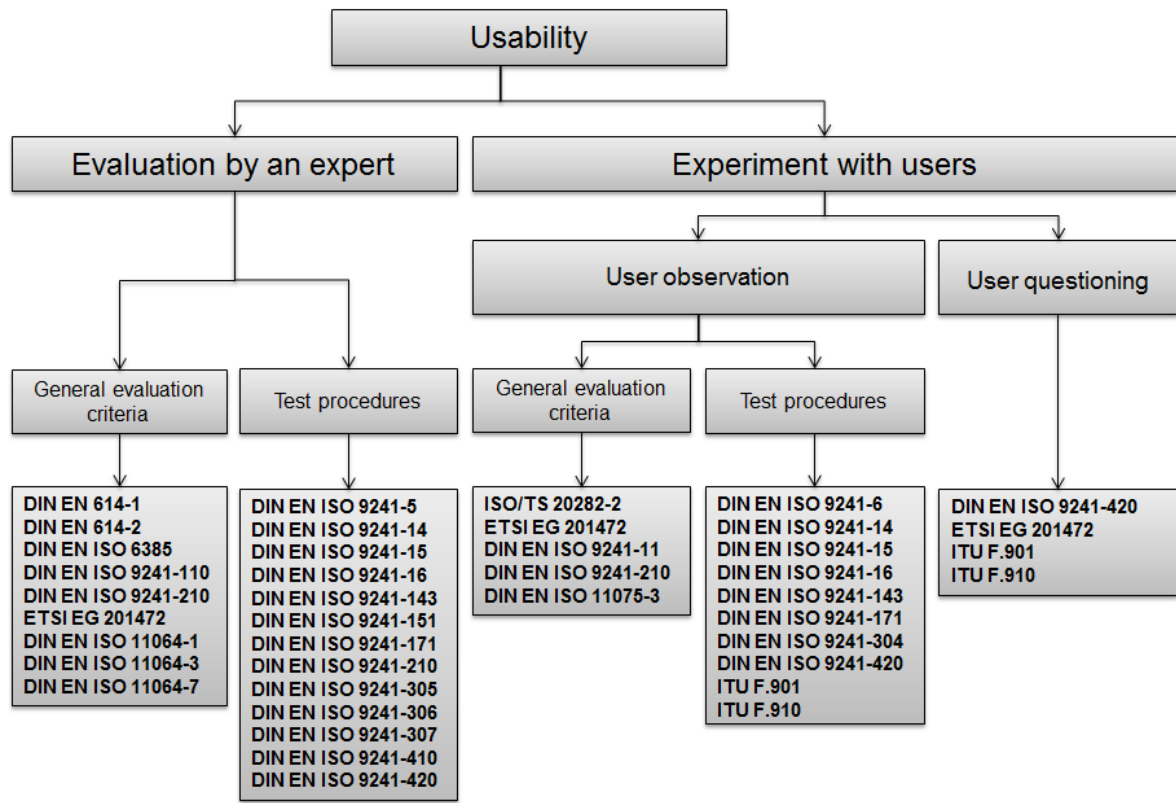 Usability
Evaluation by an expert
Experiment with users
User observation
User questioning
General evaluation
criteria
Test procedures
General evaluation
criteria
Test procedures
DIN EN 614-1
DIN EN 614-2
DIN EN ISO 6385
DIN EN ISO 9241-110
DIN EN ISO 9241-210
ETSI EG 201472
DIN EN ISO 11064-1
DIN EN ISO 11064-3
DIN EN ISO 11064-7
DIN EN ISO 9241-5
DIN EN ISO 9241-14
DIN EN ISO 9241-15
DIN EN ISO 9241-16
DIN EN ISO 9241-143
DIN EN ISO 9241-151
DIN EN ISO 9241-171
DIN EN ISO 9241-210
DIN EN ISO 9241-305
DIN EN ISO 9241-306
DIN EN ISO 9241-307
DIN EN ISO 9241-410
DIN EN ISO 9241-420
ISO/TS 20282-2
ETSI EG 201472
DIN EN ISO 9241-11
DIN EN ISO 9241-210
DIN EN ISO 11075-3
DIN EN ISO 9241-6
DIN EN ISO 9241-14
DIN EN ISO 9241-15
DIN EN ISO 9241-16
DIN EN ISO 9241-143
DIN EN ISO 9241-171
DIN EN ISO 9241-304
DIN EN ISO 9241-420
ITU F.901
ITU F.910
DIN EN ISO 9241-420
ETSI EG 201472
ITU F.901
ITU F.910